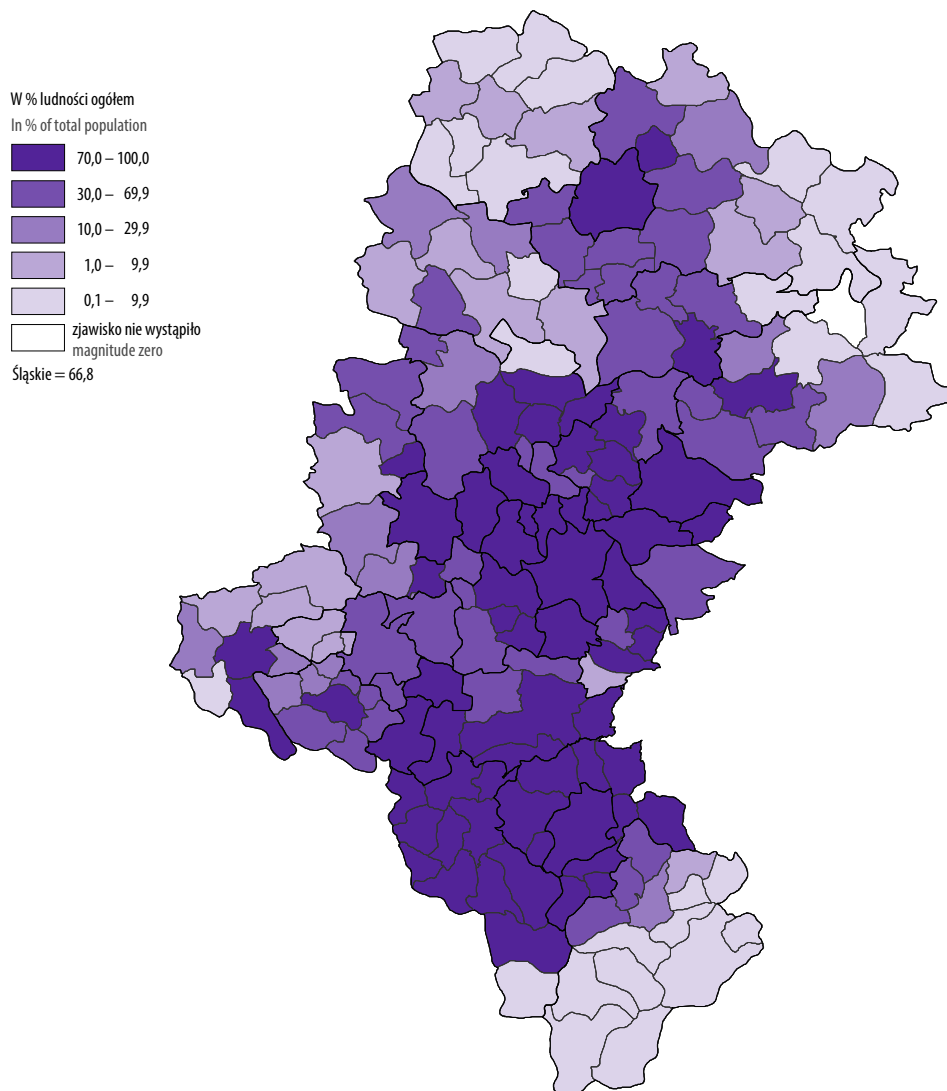 W % ludności ogółem
In % of total population
70,0 – 100,0
30,0 – 69,9
10,0 – 29,9
1,0 – 9,9
0,1 – 9,9
zjawisko nie wystąpiło
magnitude zero
Śląskie = 66,8